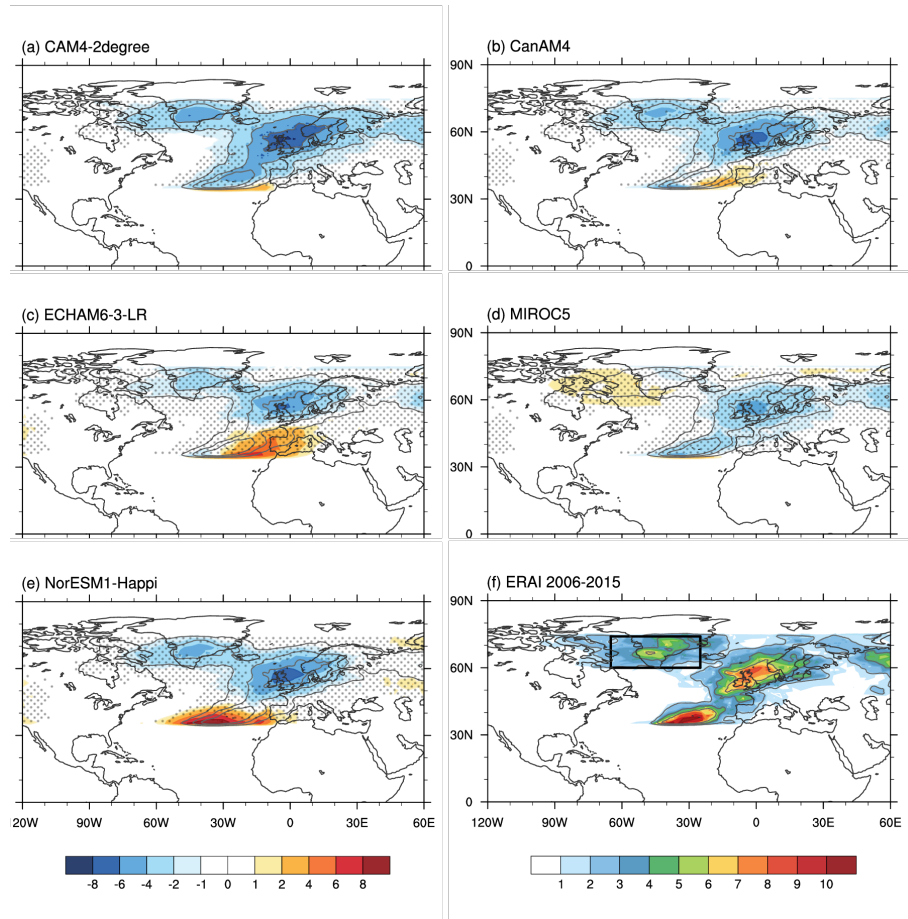 (a) CAM4-2degree
(b) CanAM4
90N
60N
30N
0
(c) ECHAM6-3-LR
(d) MIROC5
90N
60N
30N
0
(e) NorESM1-Happi
(f) ERAI 2006-2015
90N
60N
30N
0
20W 90W 60W 30W 0 30E 60E
120W 90W 60W 30W 0 30E 60E
-8 -6 -4 -2 -1 0 1 2 4 6 8
1 2 3 4 5 6 7 8 9 10